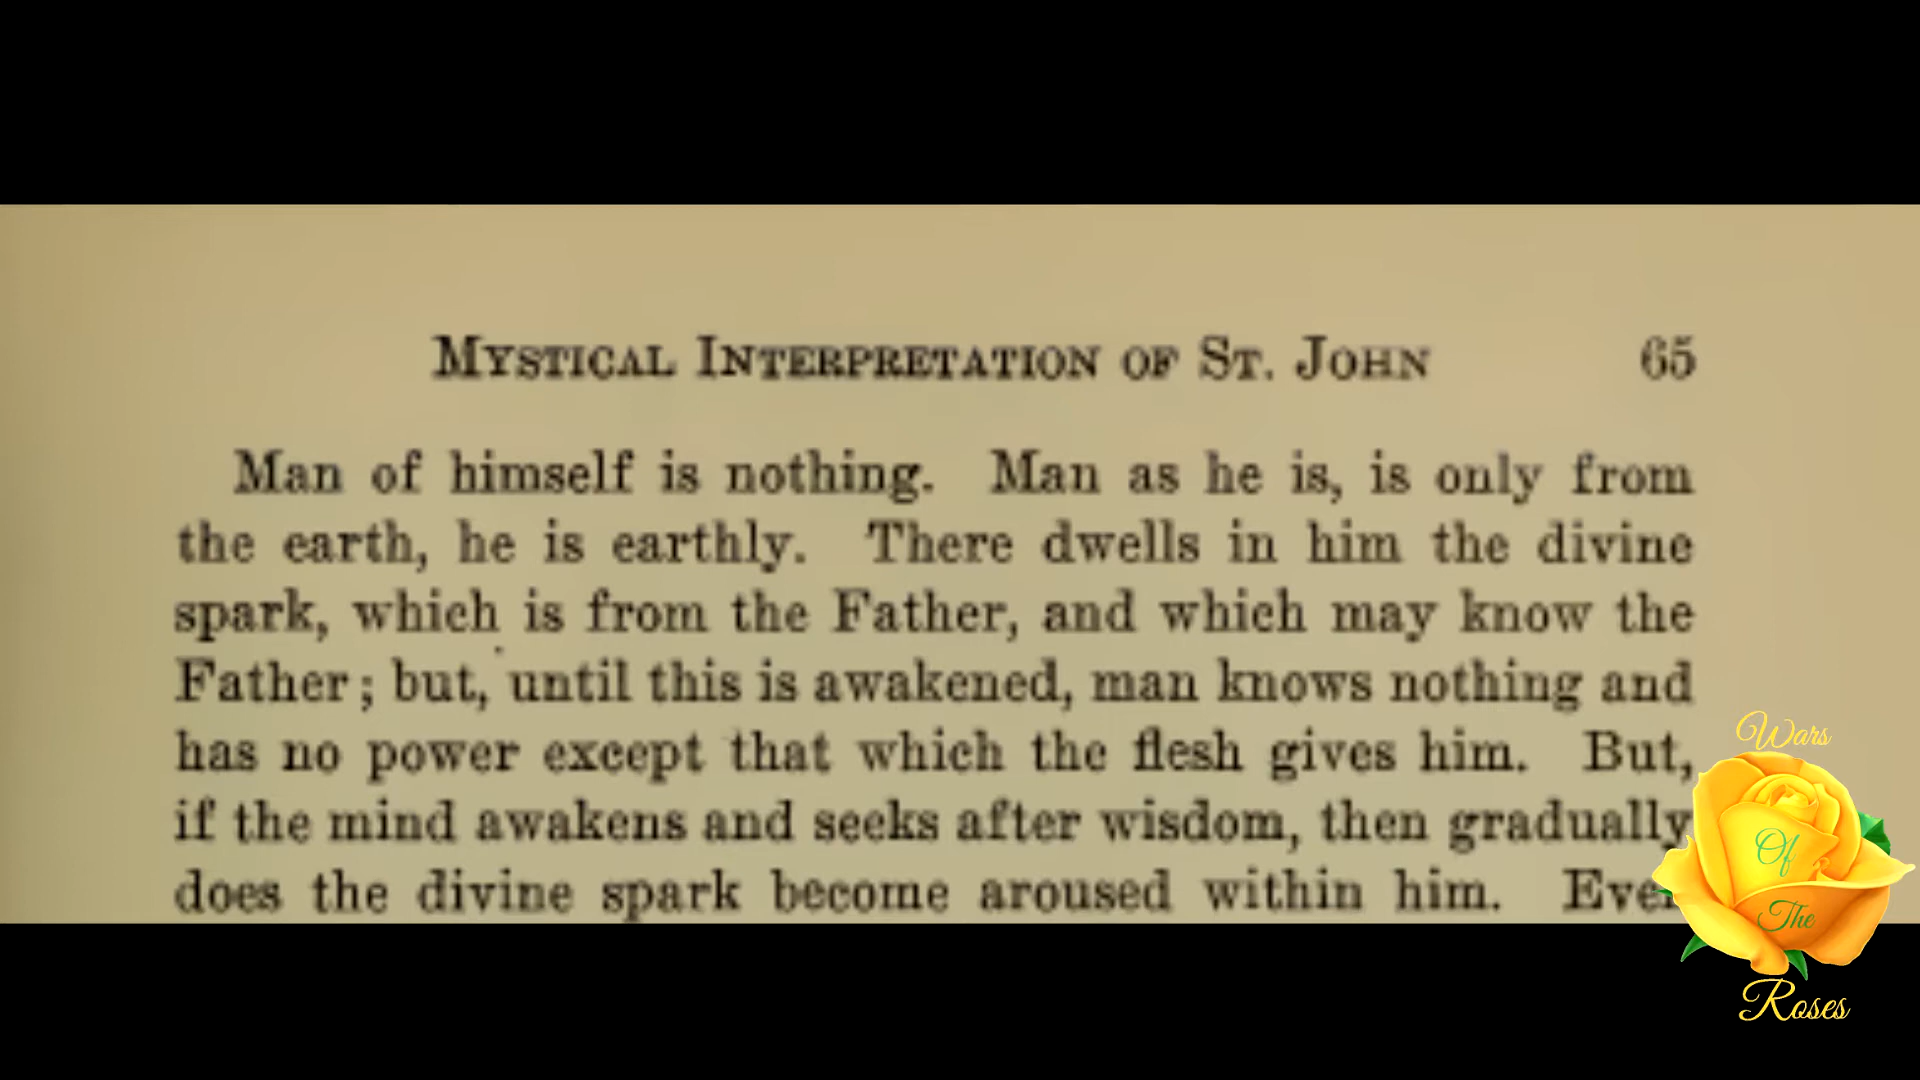 Mystical Interpretation of St. John 65
Man of himself is nothing. Man as he is, is only from
the earth, he is earthly. There dwells in him the divine
spark, which is from the Father, and which may know the
Father; but, until this is awakened, man knows nothing and
has no power except that which the flesh gives him. But,
if the mind awakens and seeks after wisdom, then gradually
does the divine spark become aroused within him.
Wars
Of
The
Roses